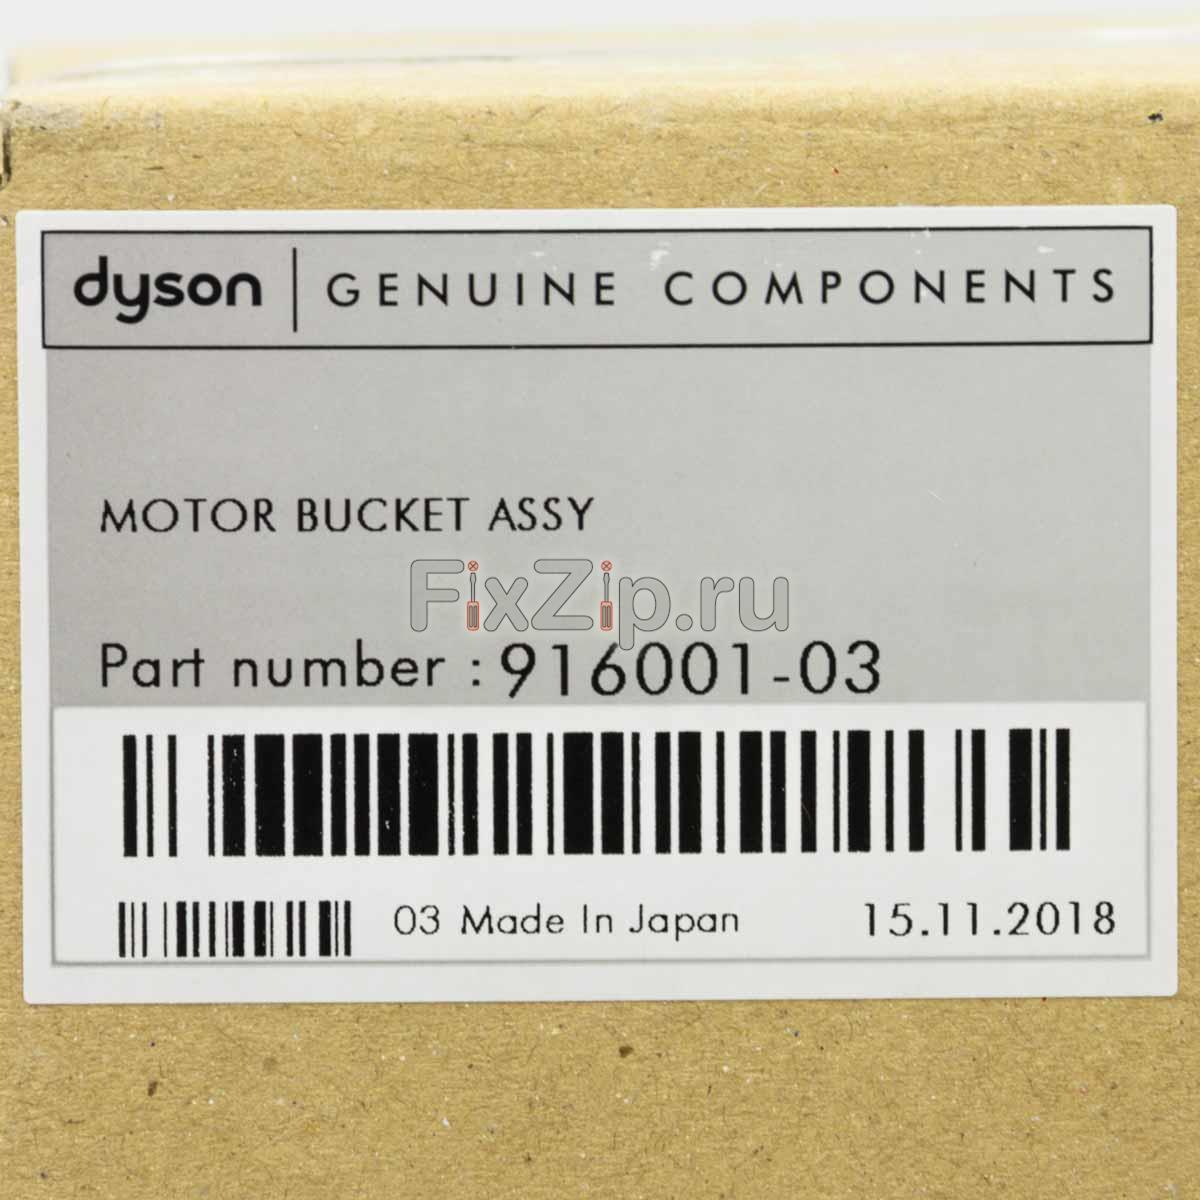 dyson GENUINE COMPONENTS
MOTOR BUCKET ASSY
FixZip.ru
Part number : 916001-03
03 Made In Japan 15.11.2018